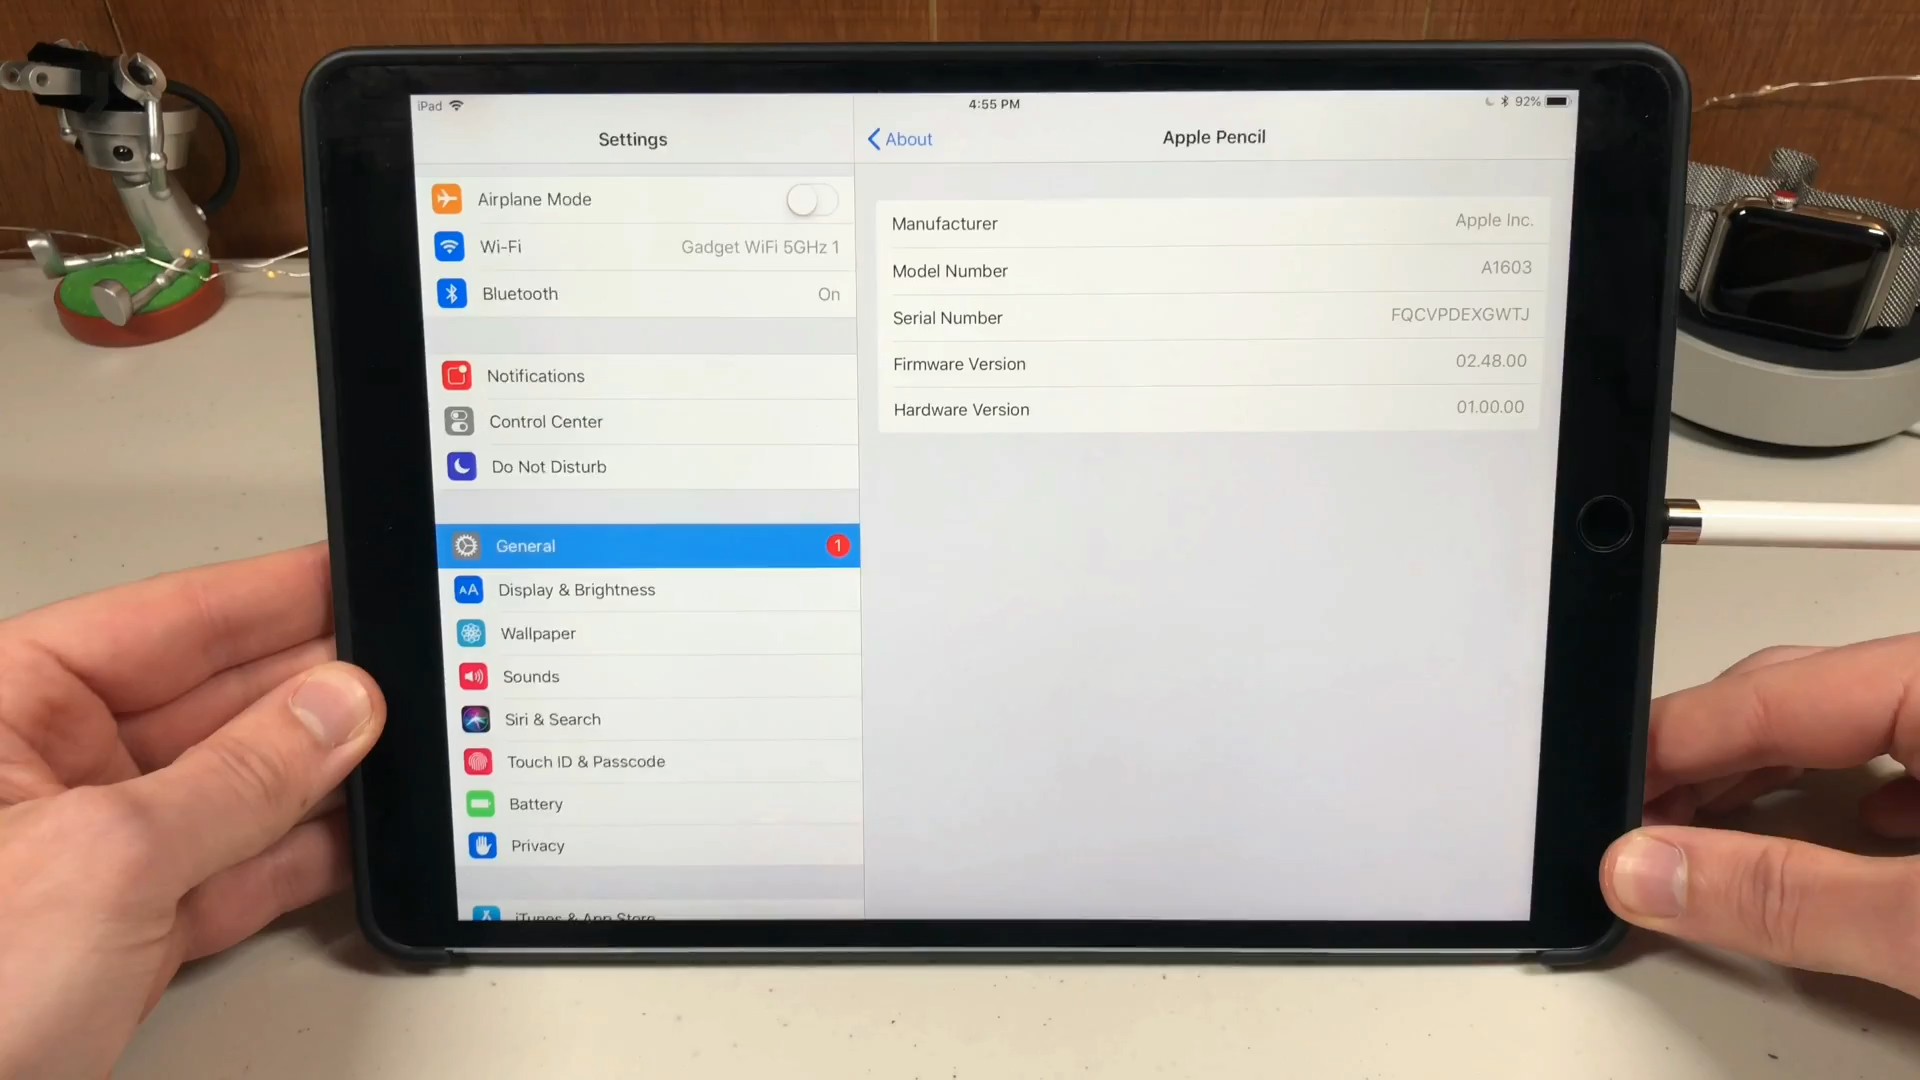 iPad
4:55 PM
92%
Settings
About
Apple Pencil
Airplane Mode
Wi-Fi
Gadget WiFi 5GHz 1
Bluetooth
On
Notifications
Control Center
Do Not Disturb
General
1
AA
Display & Brightness
Wallpaper
Sounds
Siri & Search
Touch ID & Passcode
Battery
Privacy
iTunes & App Store
Manufacturer
Apple Inc.
Model Number
A1603
Serial Number
FQCVPDEXGWTJ
Firmware Version
02.48.00
Hardware Version
01.00.00